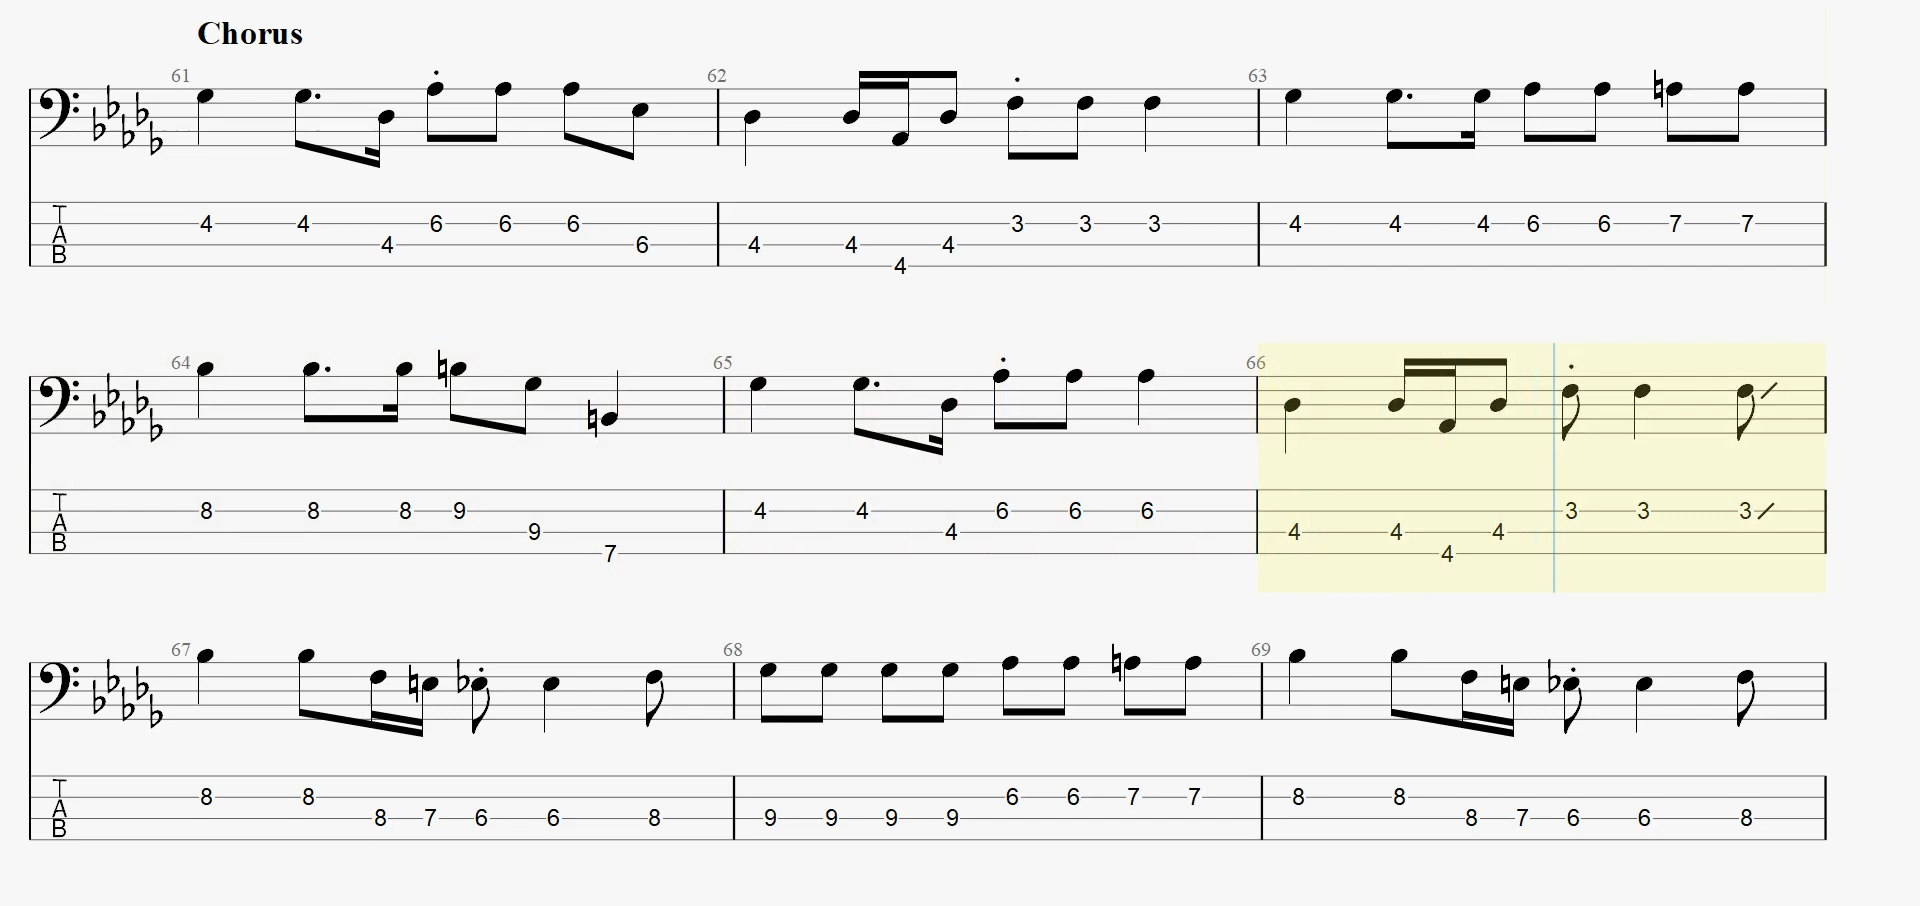 Chorus
61 62 63
T 4 4 6 6 6 3 3 3 4 4 4 6 6 7 7
A 4 6 4 4 4
B 4
64 65 66
T 8 8 8 9 4 4 6 6 6 3 3 3
A 9 4 4 4 4
B 7 4
67 68 69
T 8 8 6 6 7 7 8 8
A 8 7 6 6 8 9 9 9 9 8 7 6 6 8
B